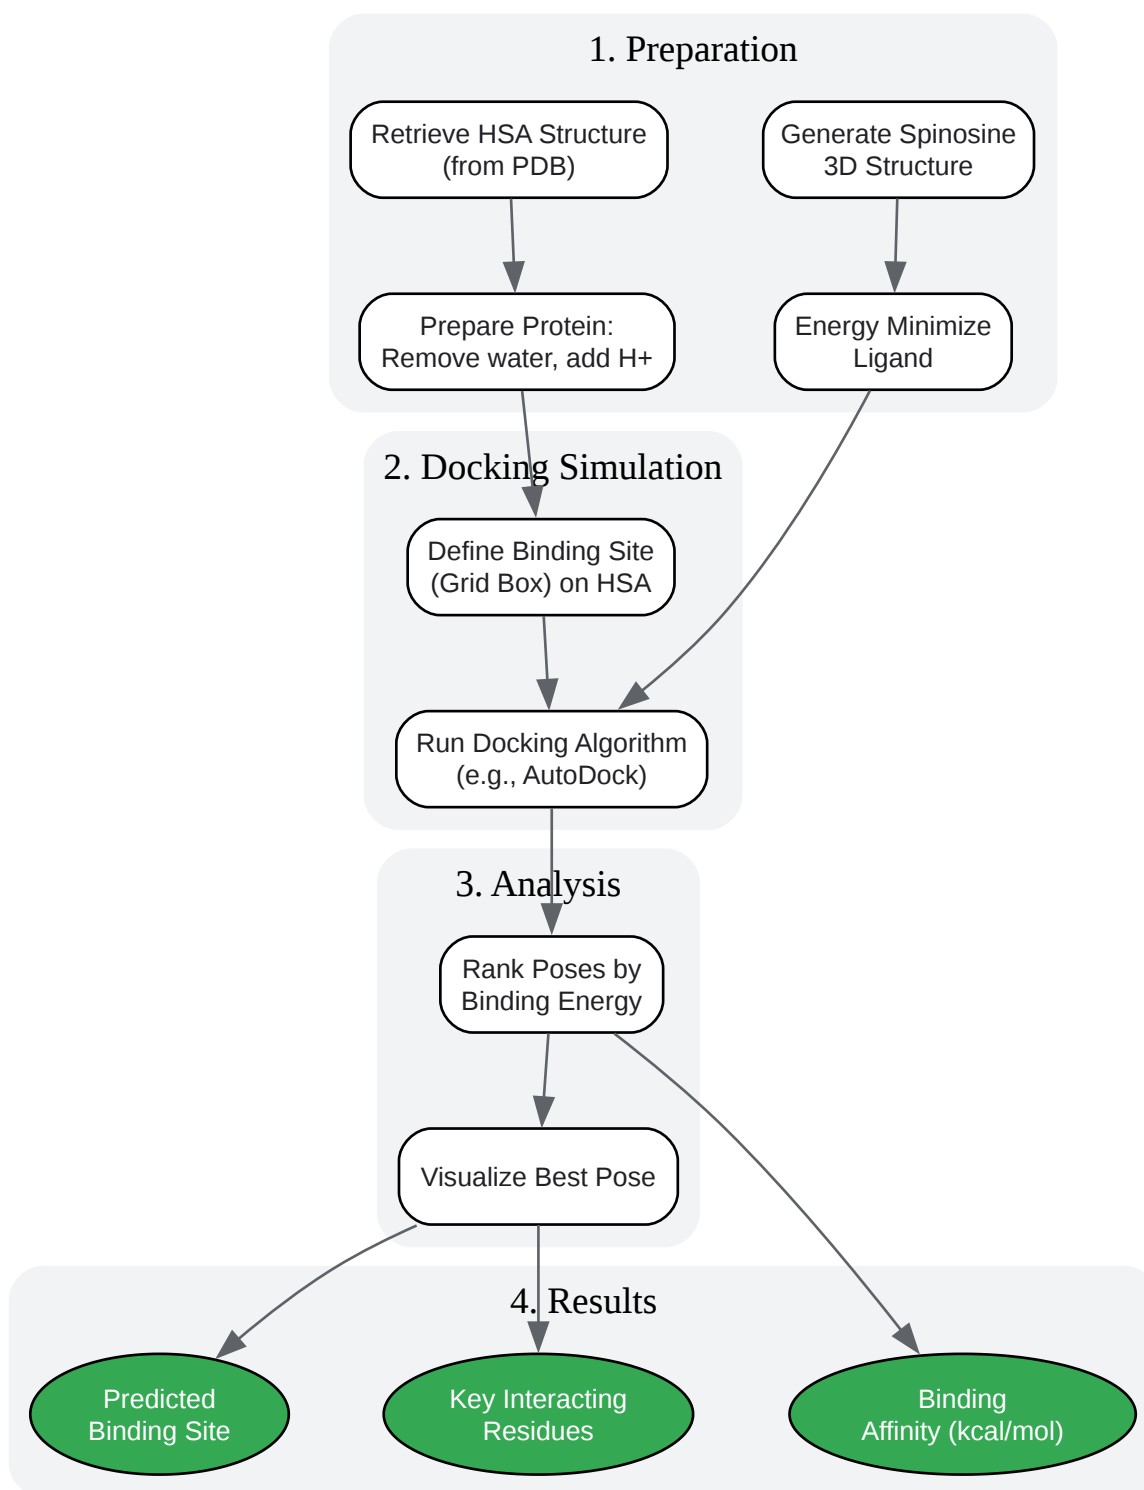 1. Preparation
Retrieve HSA Structure
(from PDB)
Generate Spinosine
3D Structure
Prepare Protein:
Remove water, add H+
Energy Minimize
Ligand
2. Docking Simulation
Define Binding Site
(Grid Box) on HSA
Run Docking Algorithm
(e.g., AutoDock)
3. Analysis
Rank Poses by
Binding Energy
Visualize Best Pose
4. Results
Predicted
Binding Site
Key Interacting
Residues
Binding
Affinity (kcal/mol)